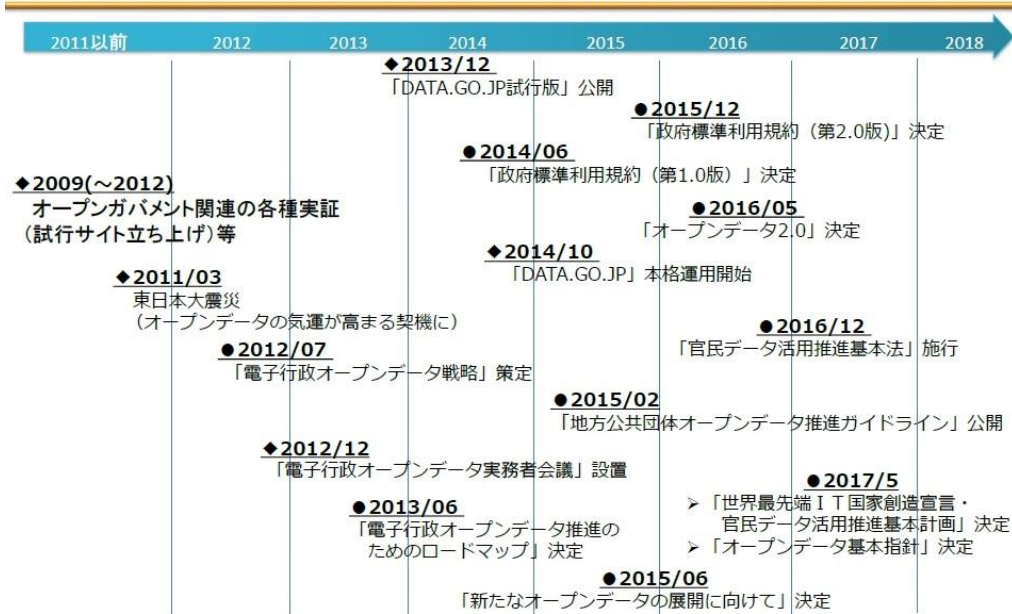 2011以前 2012 2013 2014 2015 2016 2017 2018
◆2013/12
「DATA.GO.JP試行版」公開
●2015/12
「政府標準利用規約（第2.0版)」決定
●2014/06
「政府標準利用規約（第1.0版）」決定
◆2009(～2012)
オープンガバメント関連の各種実証
（試行サイト立ち上げ）等
●2016/05
「オープンデータ2.0」決定
◆2014/10
「DATA.GO.JP」本格運用開始
◆2011/03
東日本大震災
（オープンデータの気運が高まる契機に）
●2016/12
「官民データ活用推進基本法」施行
●2012/07
「電子行政オープンデータ戦略」策定
●2015/02
「地方公共団体オープンデータ推進ガイドライン」公開
◆2012/12
「電子行政オープンデータ実務者会議」設置
●2017/5
➢「世界最先端ＩＴ国家創造宣言・
官民データ活用推進基本計画」決定
➢「オープンデータ基本指針」決定
●2013/06
「電子行政オープンデータ推進の
ためのロードマップ」決定
●2015/06
「新たなオープンデータの展開に向けて」決定